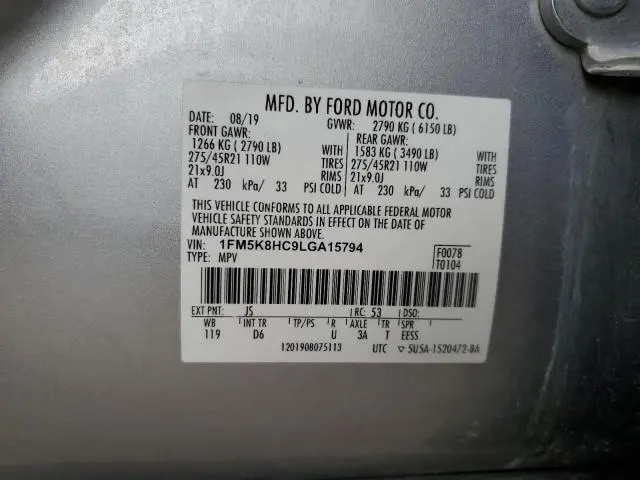 MFD. BY FORD MOTOR CO.
DATE: 08/19 GVWR: 2790 KG ( 6150 LB)
FRONT GAWR: REAR GAWR:
1266 KG ( 2790 LB) WITH 1583 KG ( 3490 LB) WITH
275/45R21 110W TIRES 275/45R21 110W TIRES
21x9.0J RIMS 21x9.0J RIMS
AT 230 kPa/ 33 PSI COLD AT 230 kPa/ 33 PSI COLD
THIS VEHICLE CONFORMS TO ALL APPLICABLE FEDERAL MOTOR
VEHICLE SAFETY STANDARDS IN EFFECT ON THE DATE OF
MANUFACTURE SHOWN ABOVE.
VIN: 1FM5K8HC9LGA15794 F0078
TYPE: MPV T0104
EXT PNT: JS RC: 53 DSO:
WB INT TR TP/PS R AXLE TR SPR
119 D6 U 3A T EESS
1201908075113 UTC ▽ 5U5A-1520472-BA